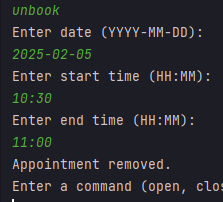 unbook
Enter date (YYYY-MM-DD):
2025-02-05
Enter start time (HH:MM):
10:30
Enter end time (HH:MM):
11:00
Appointment removed.
Enter a command (open, clos